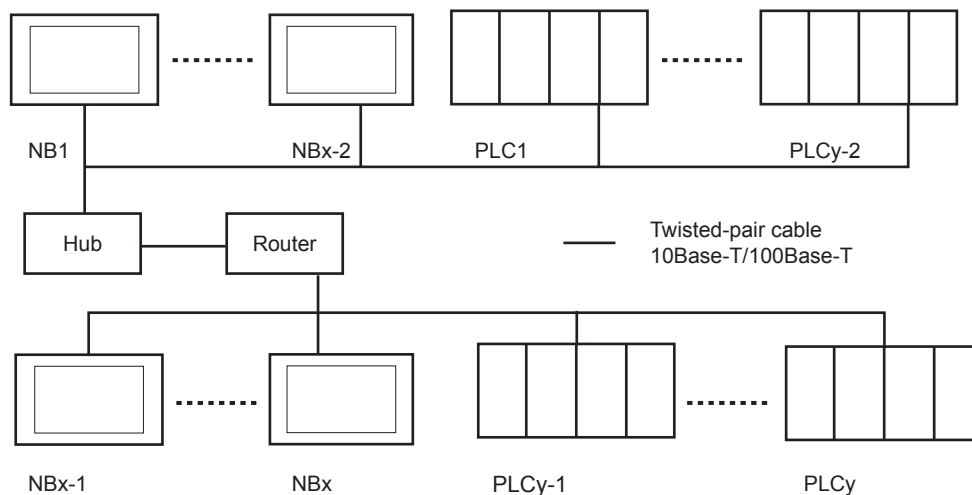 NB1
NBx-2
PLC1
PLCy-2
Hub
Router
Twisted-pair cable
10Base-T/100Base-T
NBx-1
NBx
PLCy-1
PLCy